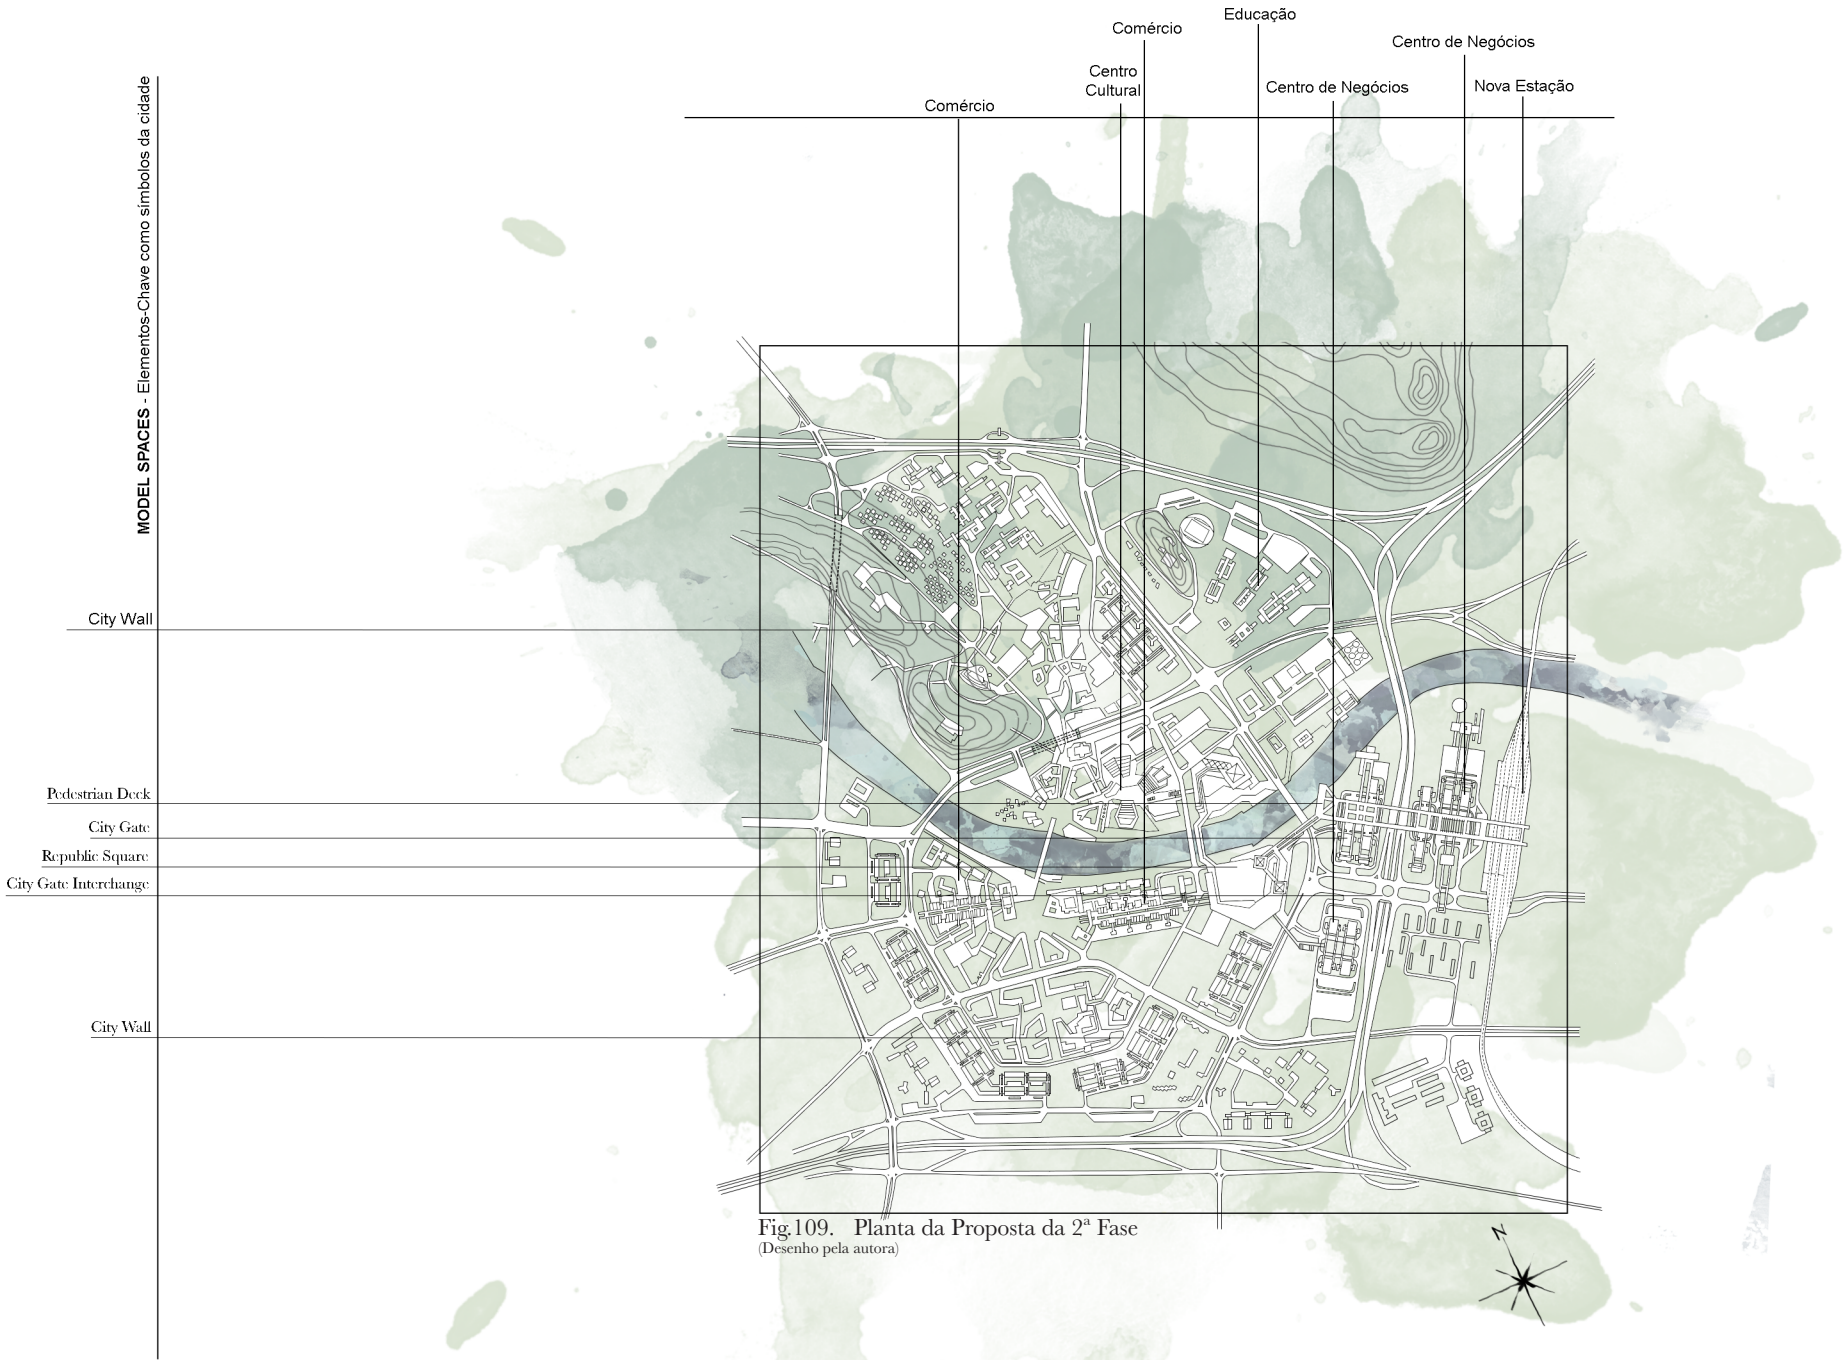 Educação
Comércio
Centro de Negócios
Centro
Cultural
Centro de Negócios
Nova Estação
Comércio
MODEL SPACES - Elementos-Chave como símbolos da cidade
City Wall
Pedestrian Deck
City Gate
Republic Square
City Gate Interchange
City Wall
Fig.109. Planta da Proposta da 2ª Fase
(Desenho pela autora)
N